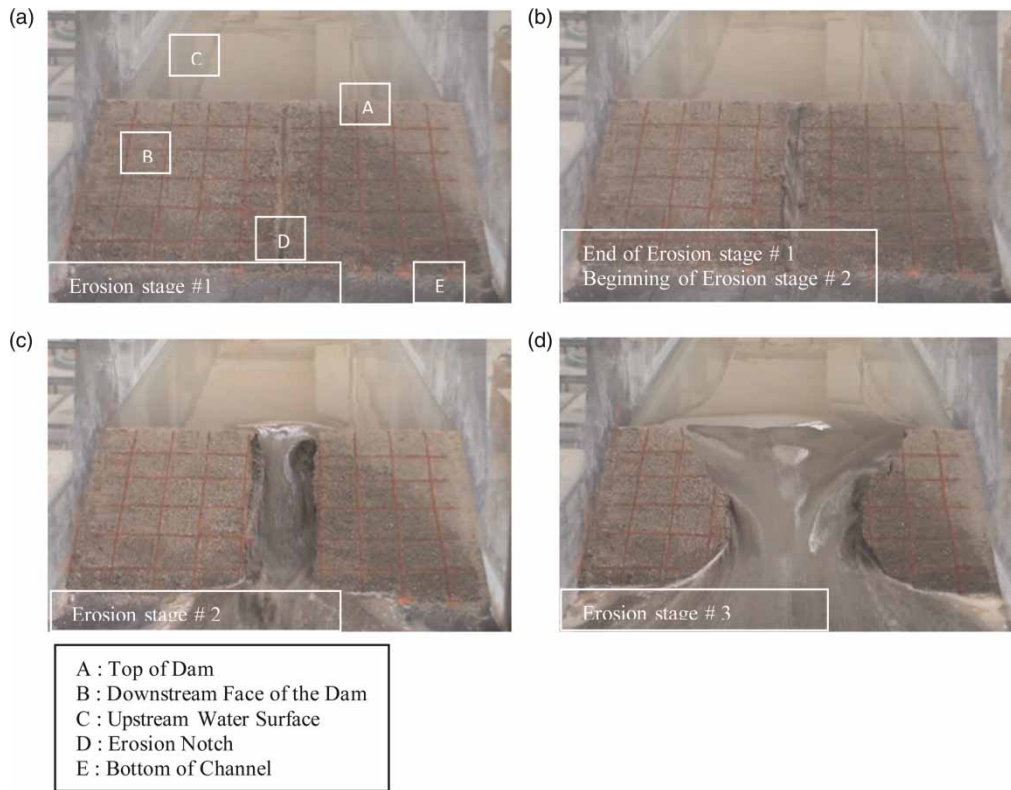 (a)
(b)
C
A
B
D
E
Erosion stage #1
End of Erosion stage # 1
Beginning of Erosion stage # 2
(c)
(d)
Erosion stage # 2
Erosion stage # 3
A : Top of Dam
B : Downstream Face of the Dam
C : Upstream Water Surface
D : Erosion Notch
E : Bottom of Channel